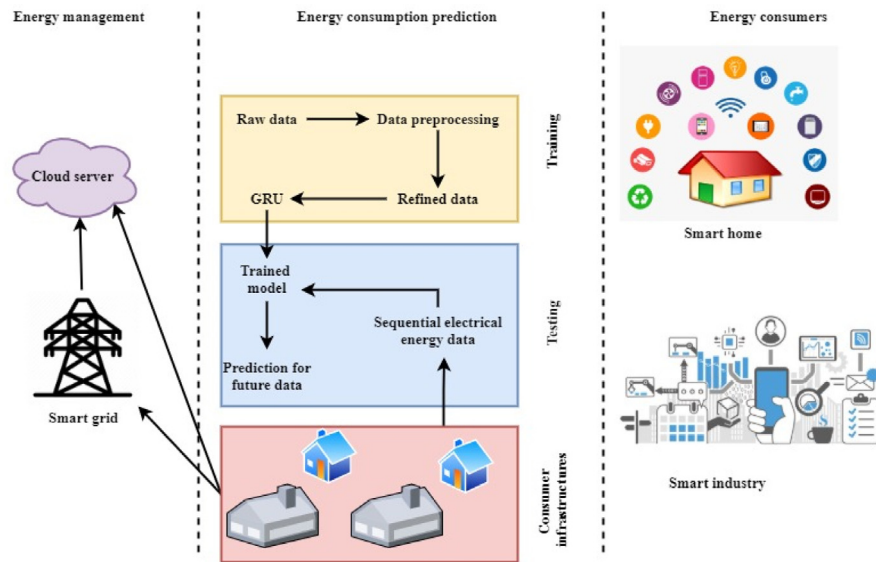 Energy management
Energy consumption prediction
Energy consumers
Raw data
Data preprocessing
Training
GRU
Refined data
Cloud server
Smart home
Trained
model
Sequential electrical
energy data
Testing
Prediction for
future data
Smart grid
Consumer
infrastructures
Smart industry